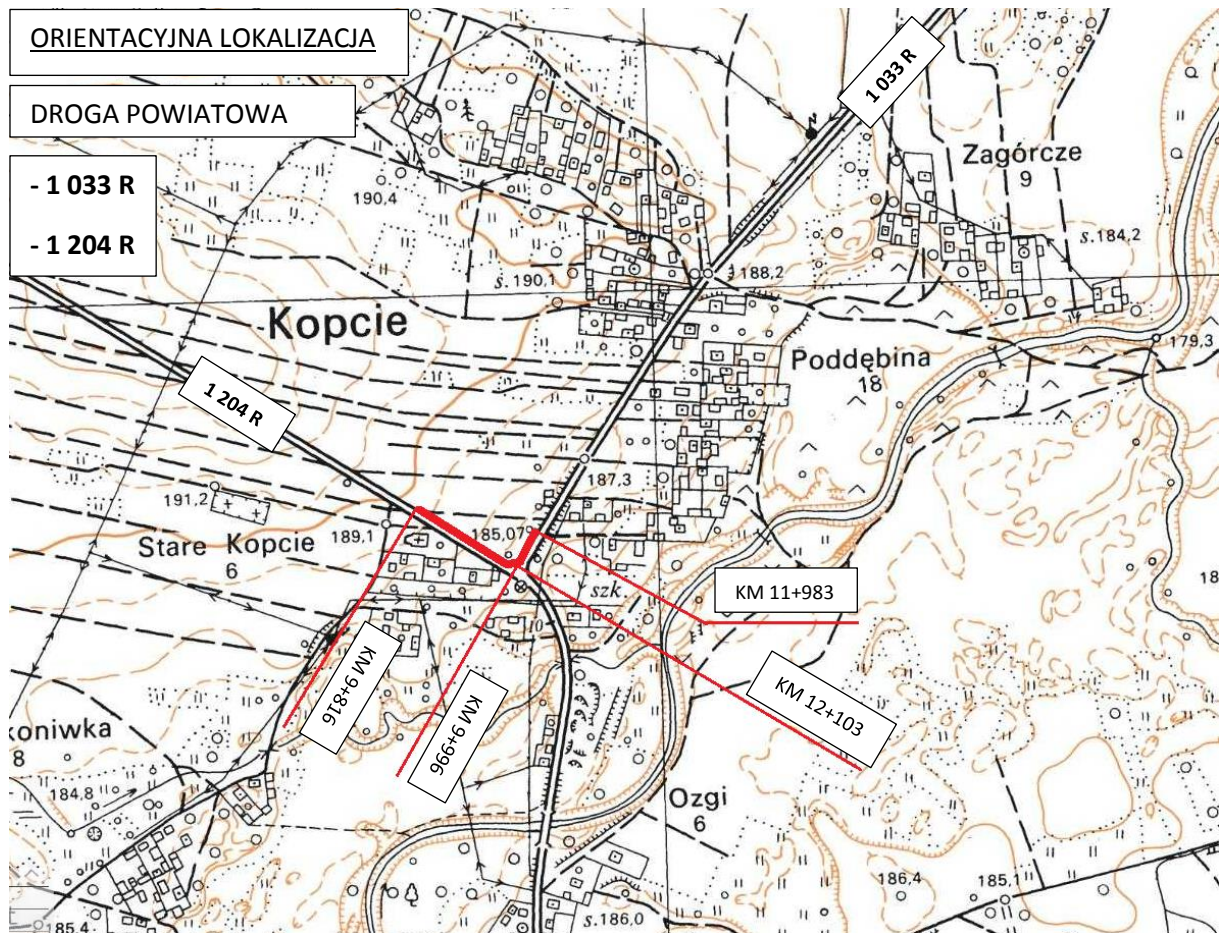 ORIENTACYJNA LOKALIZACJA
DROGA POWIATOWA
- 1 033 R
- 1 204 R
1 033 R
Zagórcze
9
190,4
s.184,2
188,2
s.190,1
Kopcie
179,3
Poddębina
18
1 204 R
187,3
191,2
185,07
189,1
Stare Kopcie
6
szk.
KM 11+983
18
10
KM 9+816
KM 9+996
KM 12+103
koniwka
8
184,8
Ozgi
6
186,4
185,1
s.186,0
185,4